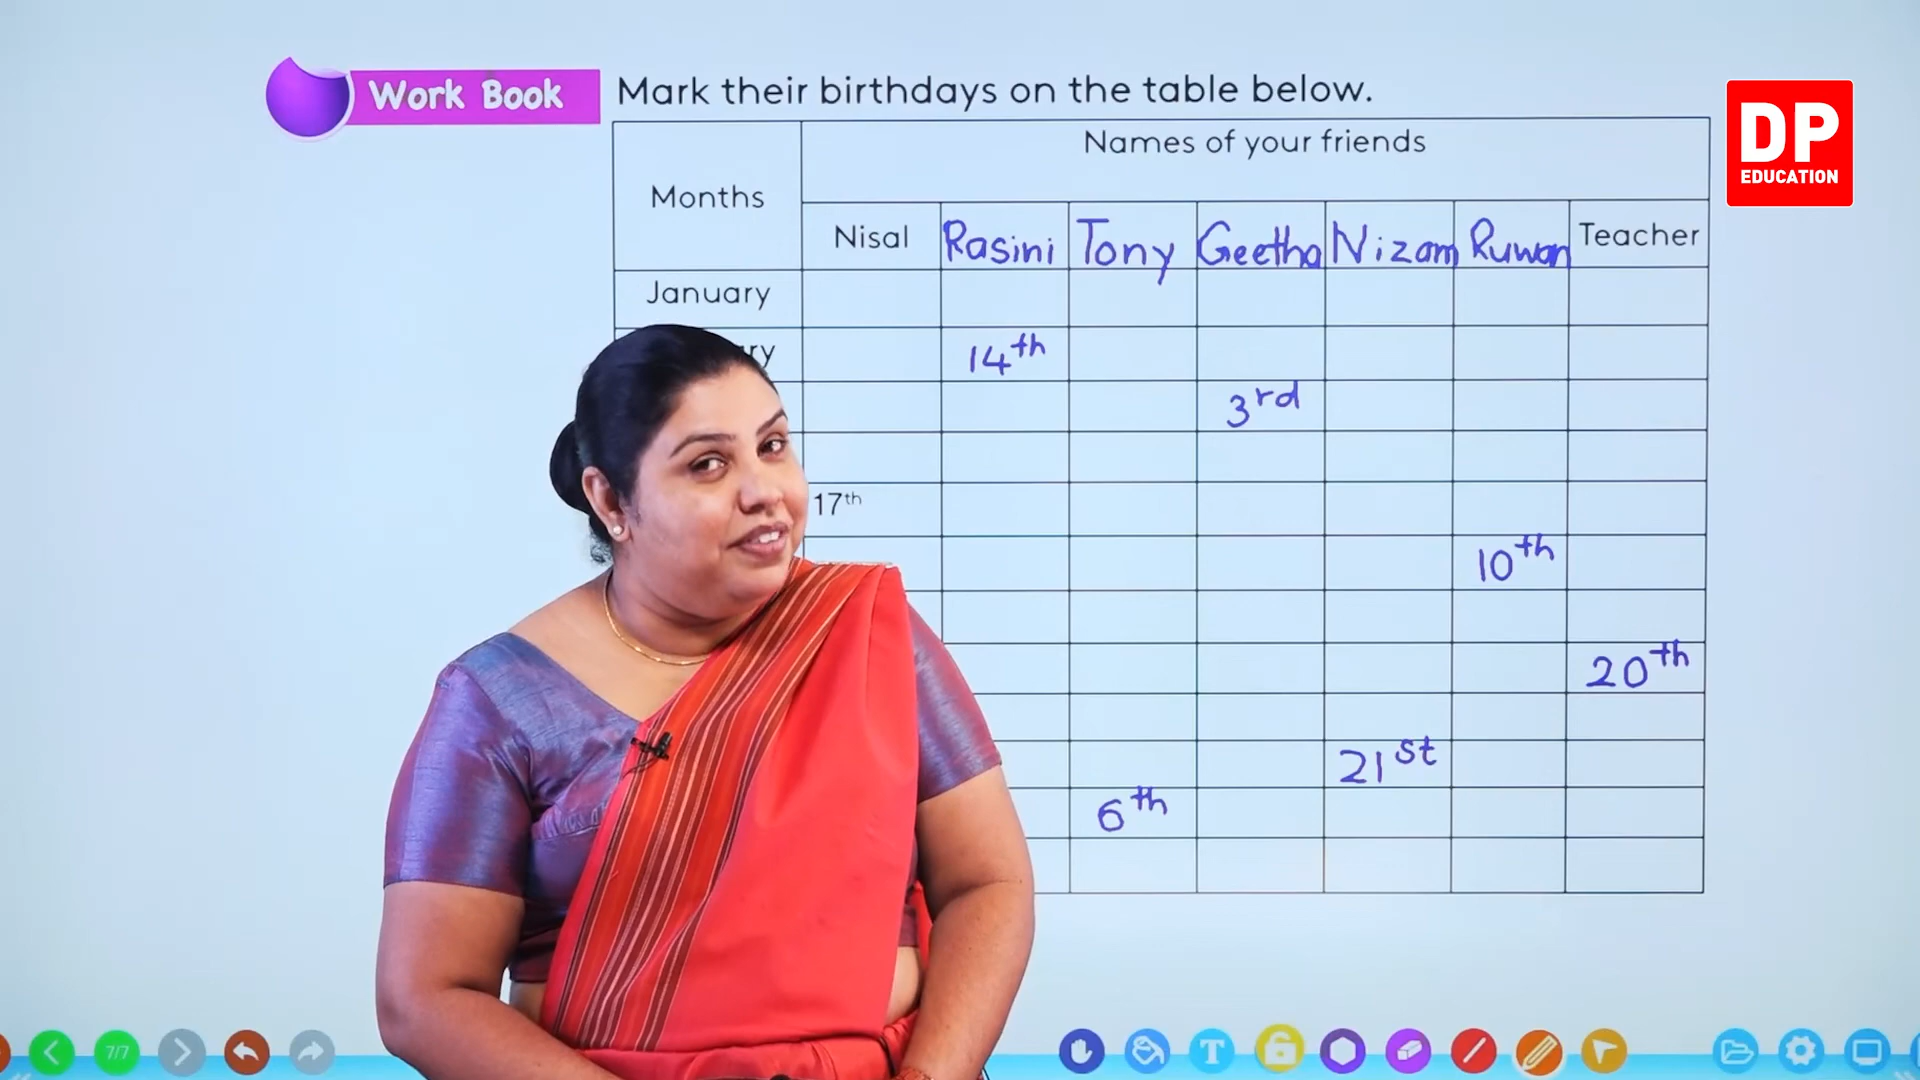 Work Book
Mark their birthdays on the table below.
DP
EDUCATION
Names of your friends
Months
Nisal Rasini Tony Geetha Nizam Ruwan Teacher
January
ry 14th
3rd
17th
10th
20th
21st
6th
7/7
T